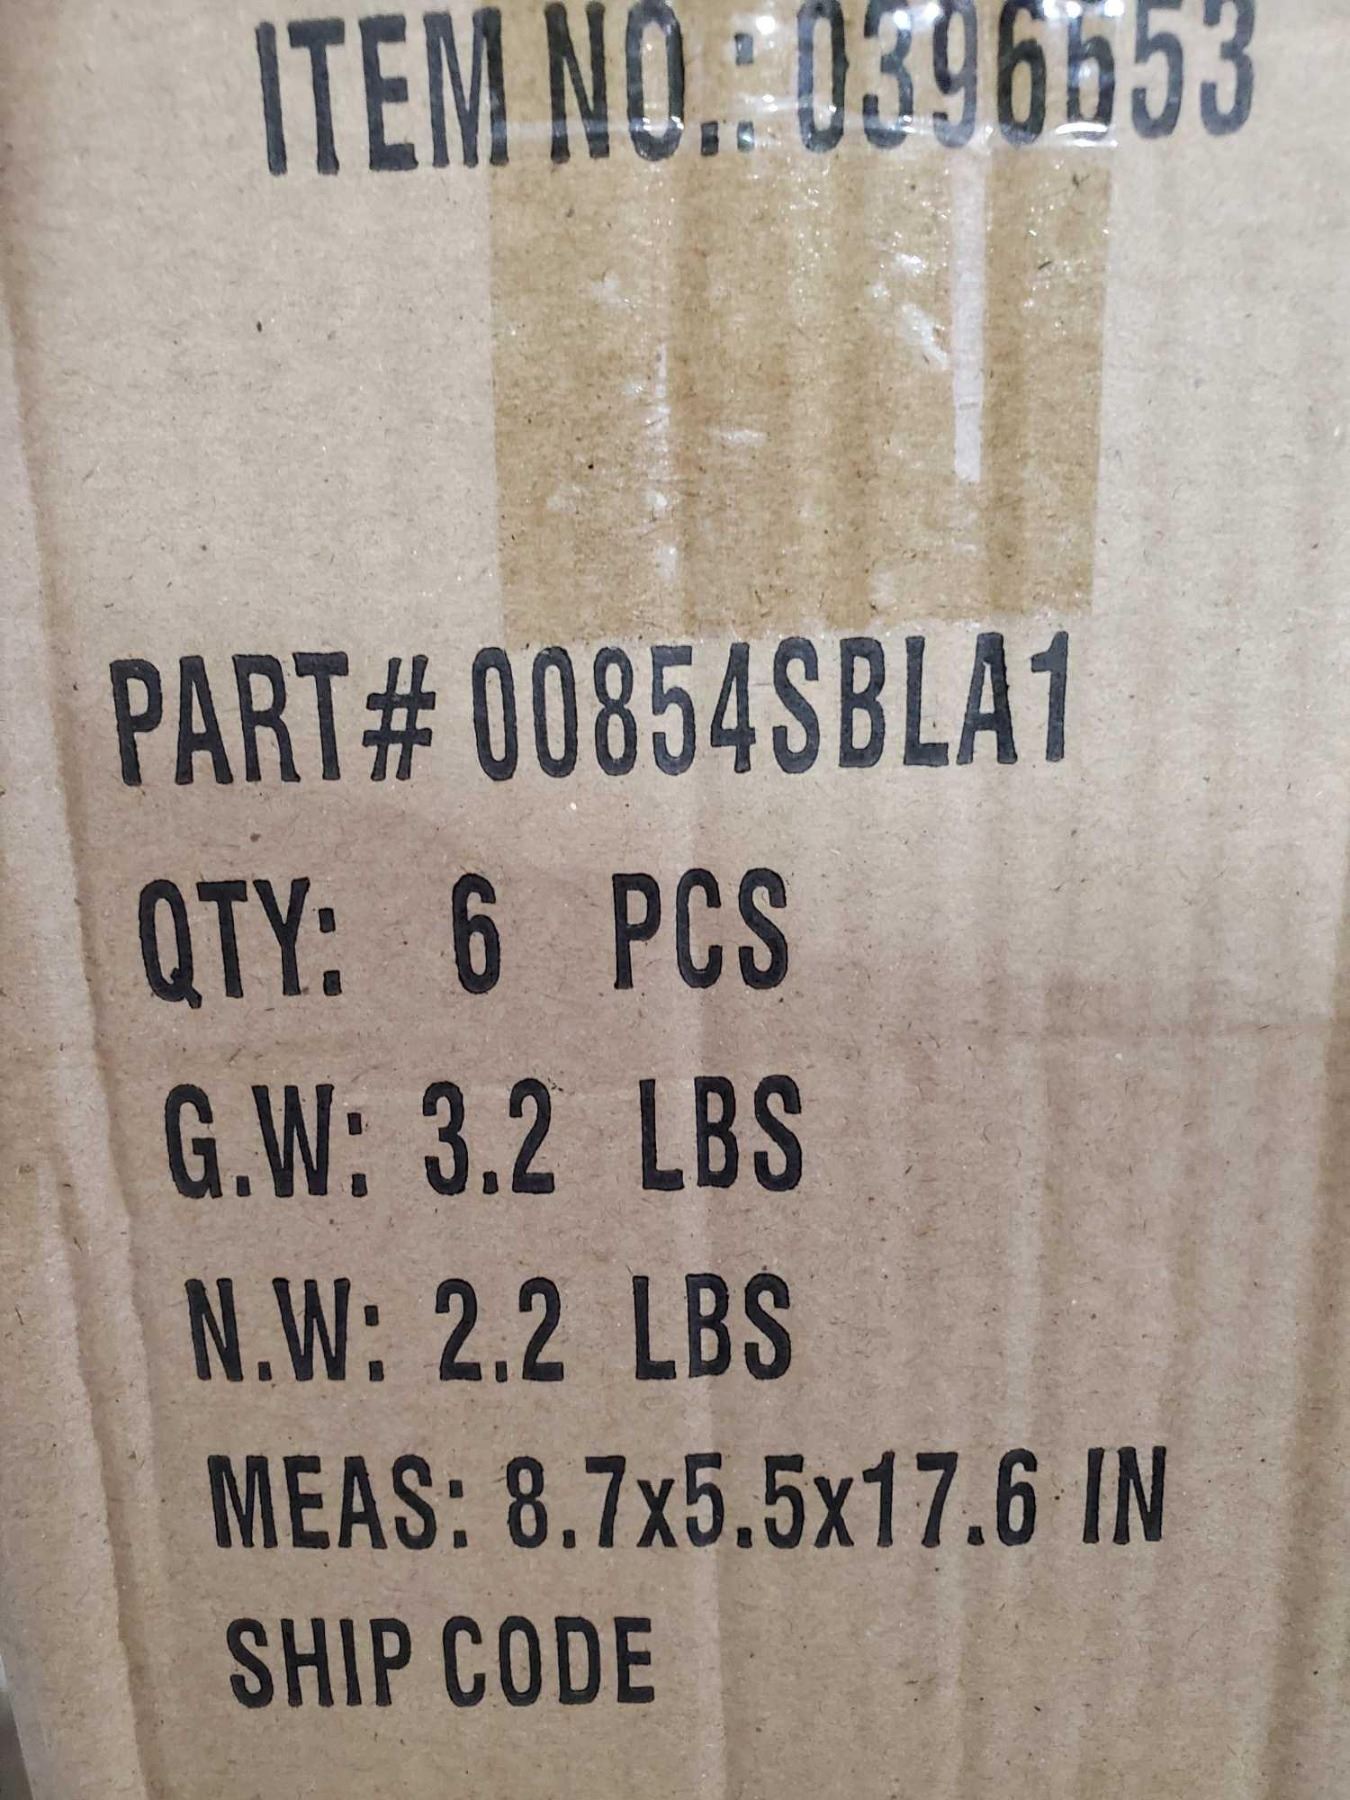 ITEM NO.: 0396653
PART# 00854SBLA1
QTY: 6 PCS
G.W: 3.2 LBS
N.W: 2.2 LBS
MEAS: 8.7x5.5x17.6 IN
SHIP CODE